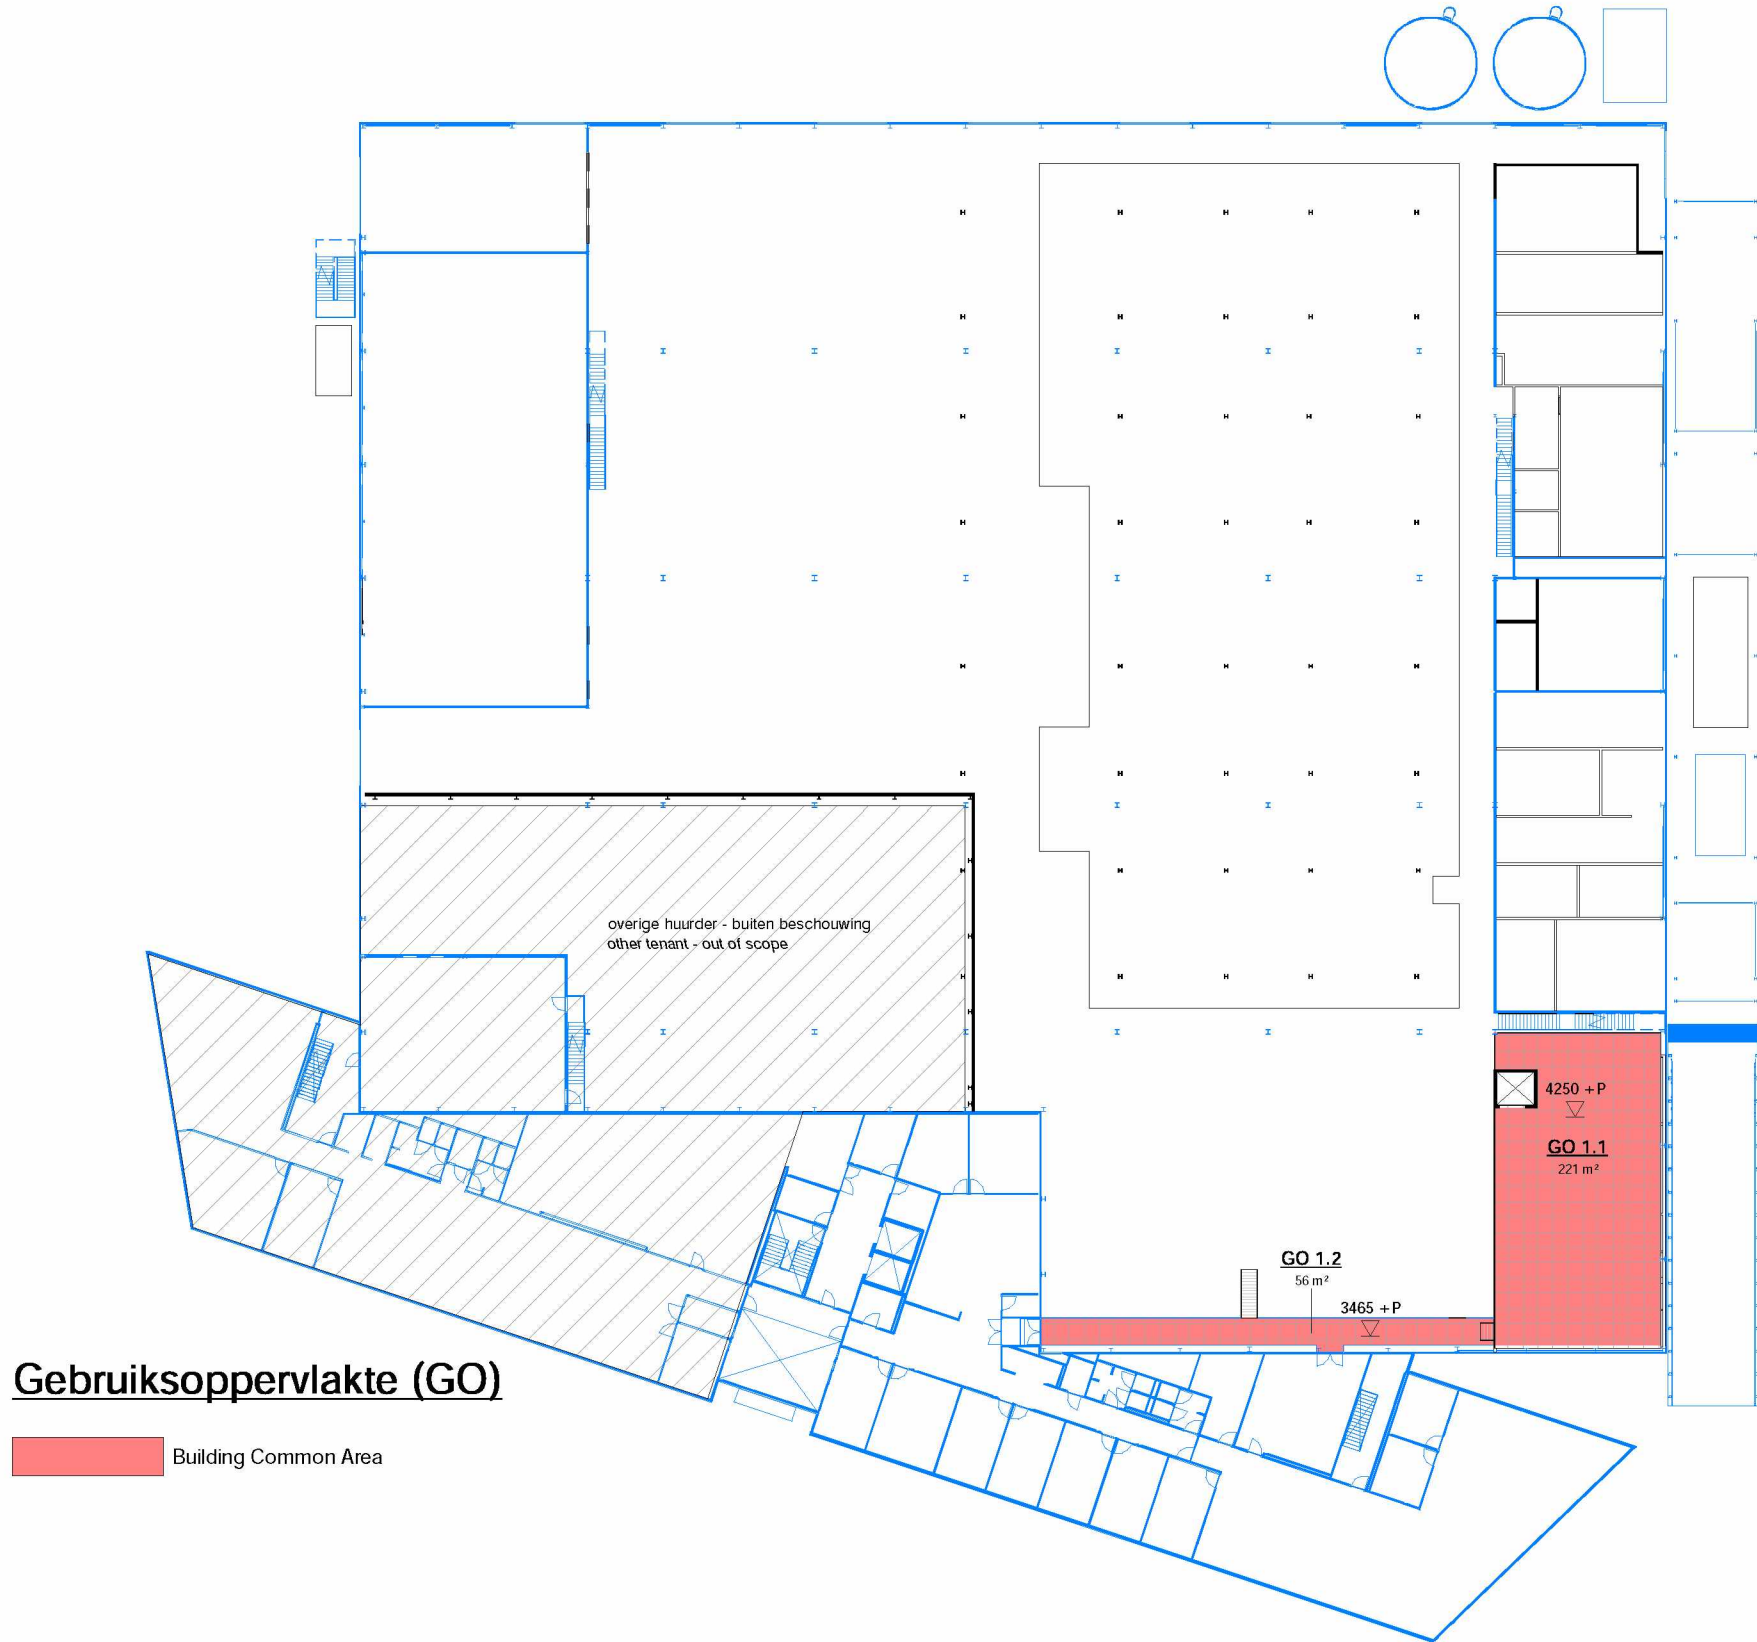 overige huurder - buiten beschouwing
other tenant - out of scope
4250 +P
GO 1.1
221 m²
GO 1.2
56 m²
3465 +P
Gebruiksoppervlakte (GO)
Building Common Area